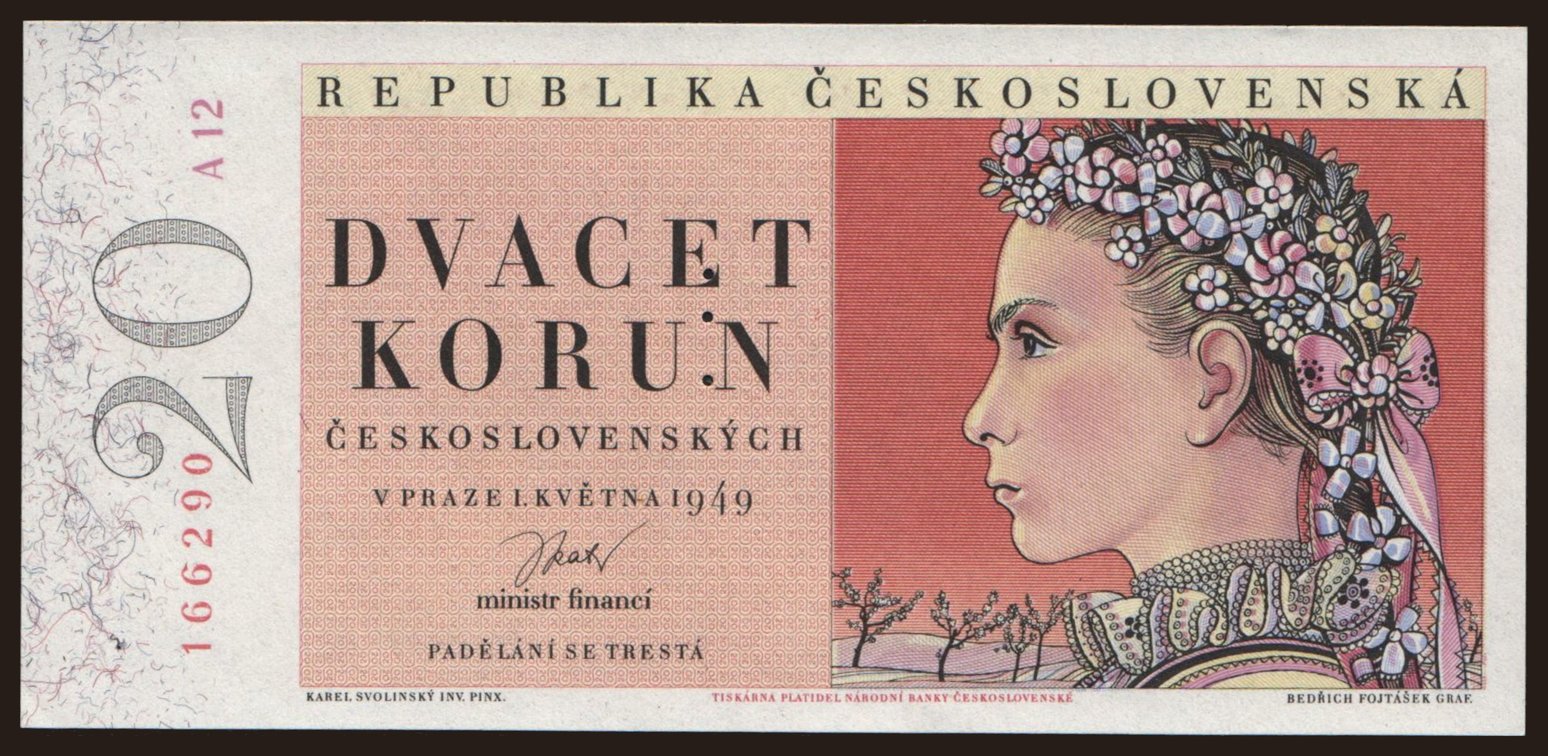 REPUBLIKA ČESKOSLOVENSKÁ
A 12
20
166290
DVACET
KORUN
ČESKOSLOVENSKÝCH
V PRAZE 1. KVĚTNA 1949
ministr financí
PADĚLÁNÍ SE TRESTÁ
KAREL SVOLINSKÝ INV. PINX.
TISKÁRNA PLATIDEL NÁRODNÍ BANKY ČESKOSLOVENSKÉ
BEDŘICH FOJTÁŠEK GRAF.